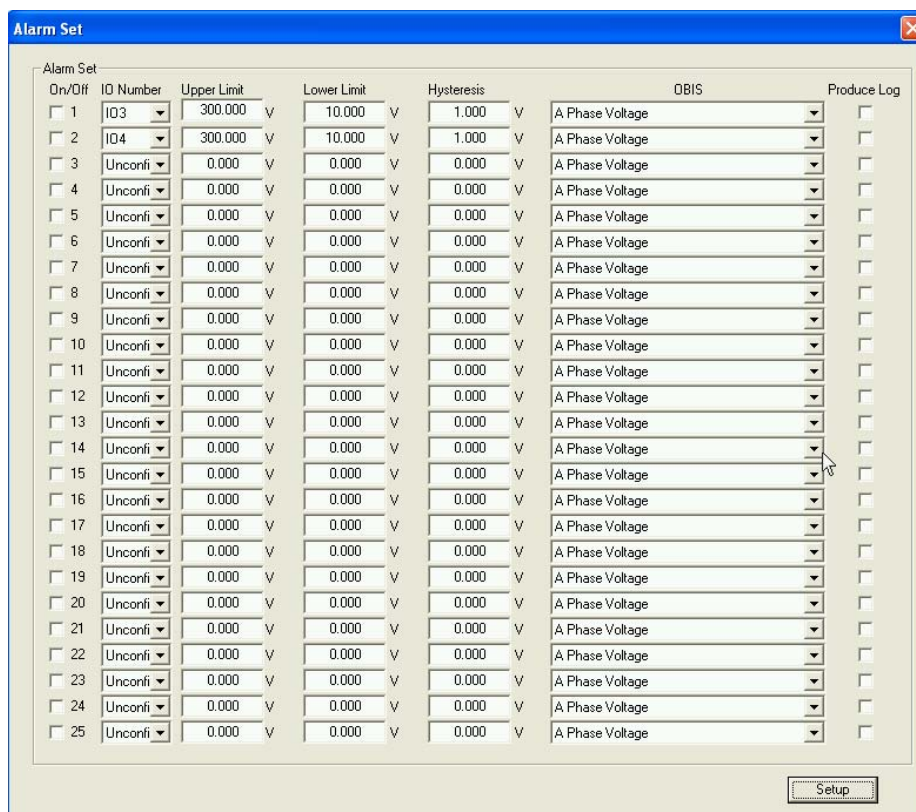 Alarm Set
Alarm Set
On/Off IO Number Upper Limit Lower Limit Hysteresis OBIS Produce Log
1 IO3 300.000 V 10.000 V 1.000 V A Phase Voltage
2 IO4 300.000 V 10.000 V 1.000 V A Phase Voltage
3 Unconfi 0.000 V 0.000 V 0.000 V A Phase Voltage
4 Unconfi 0.000 V 0.000 V 0.000 V A Phase Voltage
5 Unconfi 0.000 V 0.000 V 0.000 V A Phase Voltage
6 Unconfi 0.000 V 0.000 V 0.000 V A Phase Voltage
7 Unconfi 0.000 V 0.000 V 0.000 V A Phase Voltage
8 Unconfi 0.000 V 0.000 V 0.000 V A Phase Voltage
9 Unconfi 0.000 V 0.000 V 0.000 V A Phase Voltage
10 Unconfi 0.000 V 0.000 V 0.000 V A Phase Voltage
11 Unconfi 0.000 V 0.000 V 0.000 V A Phase Voltage
12 Unconfi 0.000 V 0.000 V 0.000 V A Phase Voltage
13 Unconfi 0.000 V 0.000 V 0.000 V A Phase Voltage
14 Unconfi 0.000 V 0.000 V 0.000 V A Phase Voltage
15 Unconfi 0.000 V 0.000 V 0.000 V A Phase Voltage
16 Unconfi 0.000 V 0.000 V 0.000 V A Phase Voltage
17 Unconfi 0.000 V 0.000 V 0.000 V A Phase Voltage
18 Unconfi 0.000 V 0.000 V 0.000 V A Phase Voltage
19 Unconfi 0.000 V 0.000 V 0.000 V A Phase Voltage
20 Unconfi 0.000 V 0.000 V 0.000 V A Phase Voltage
21 Unconfi 0.000 V 0.000 V 0.000 V A Phase Voltage
22 Unconfi 0.000 V 0.000 V 0.000 V A Phase Voltage
23 Unconfi 0.000 V 0.000 V 0.000 V A Phase Voltage
24 Unconfi 0.000 V 0.000 V 0.000 V A Phase Voltage
25 Unconfi 0.000 V 0.000 V 0.000 V A Phase Voltage
Setup